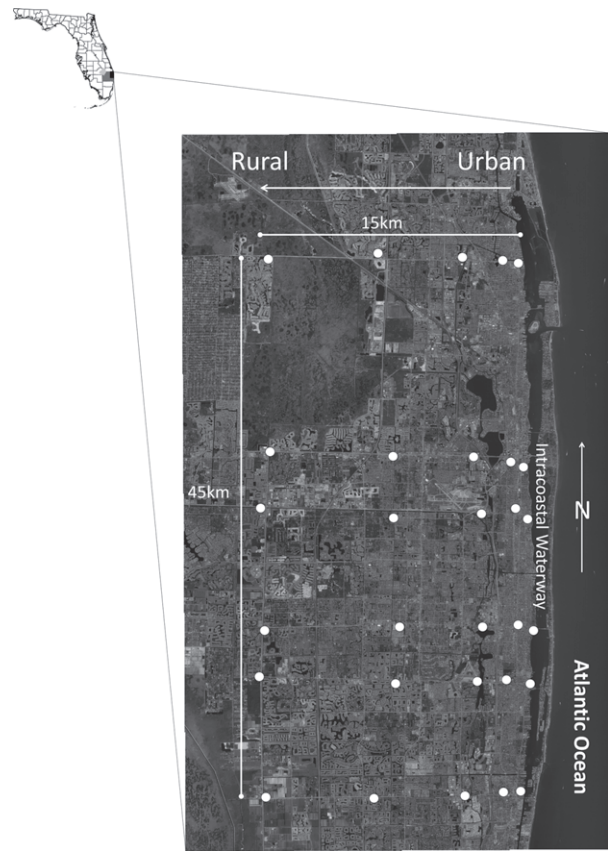 Rural
Urban
15km
45km
Intracoastal Waterway
N
Atlantic Ocean